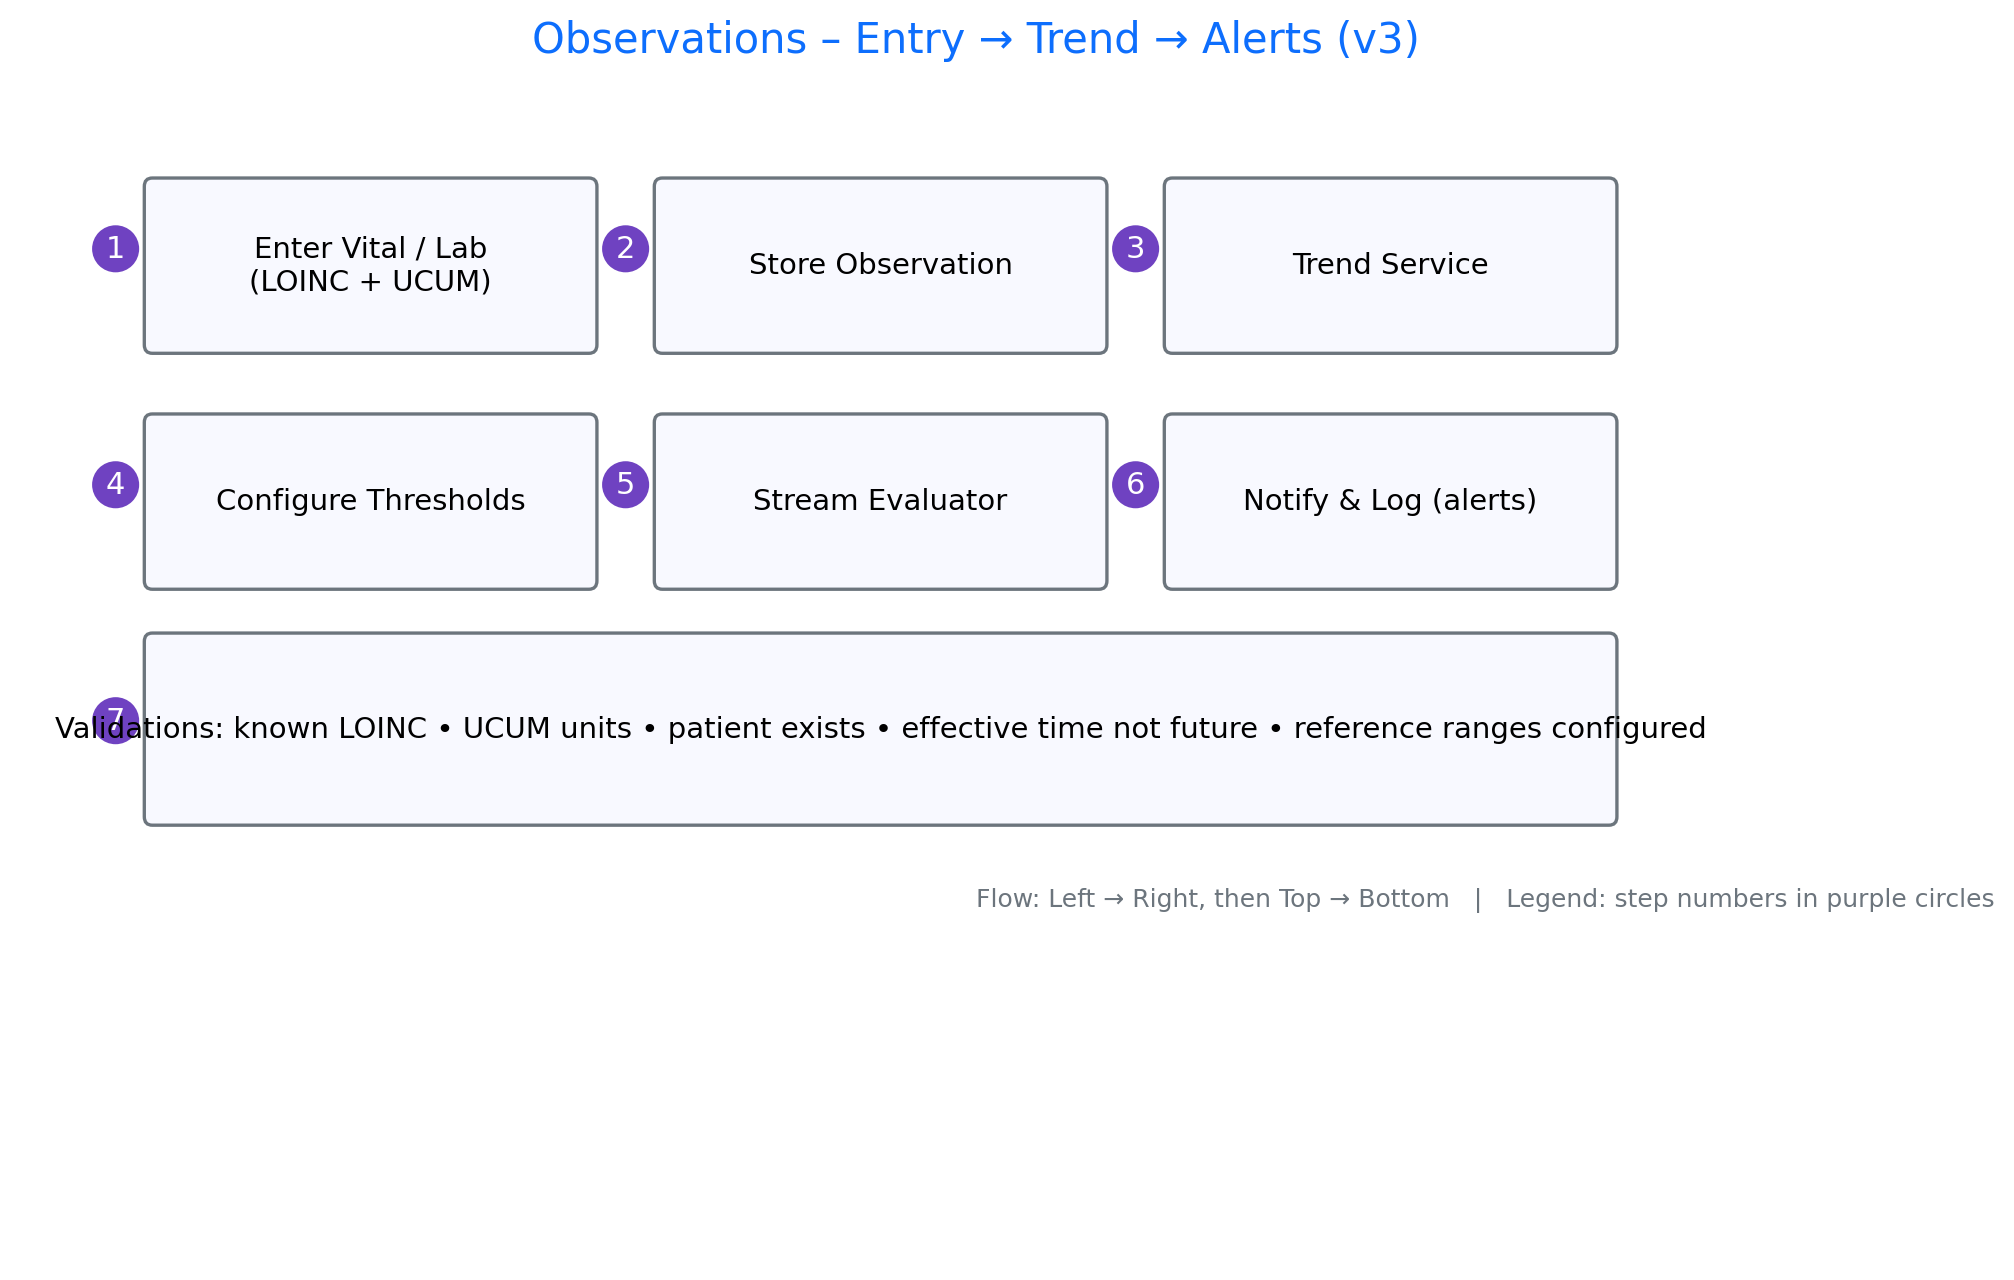 Observations – Entry → Trend → Alerts (v3)
1
Enter Vital / Lab
(LOINC + UCUM)
2
Store Observation
3
Trend Service
4
Configure Thresholds
5
Stream Evaluator
6
Notify & Log (alerts)
7
Validations: known LOINC • UCUM units • patient exists • effective time not future • reference ranges configured
Flow: Left → Right, then Top → Bottom   |   Legend: step numbers in purple circles